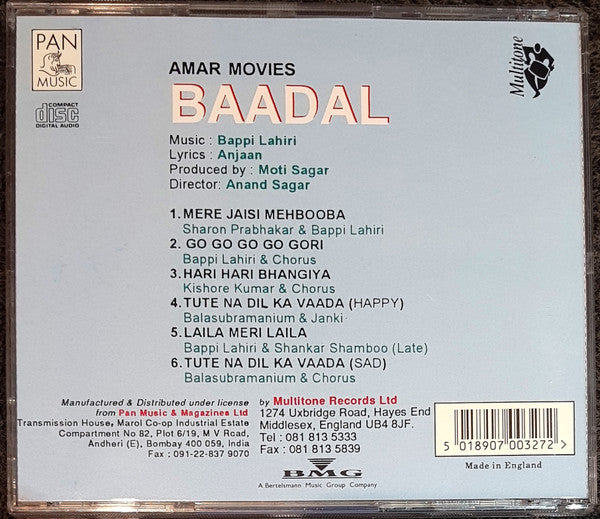 PAN
MUSIC
COMPACT
disc
DIGITAL AUDIO
Multitone
AMAR MOVIES
BAADAL
Music : Bappi Lahiri
Lyrics : Anjaan
Produced by : Moti Sagar
Director: Anand Sagar
1. MERE JAISI MEHBOOBA
Sharon Prabhakar & Bappi Lahiri
2. GO GO GO GO GORI
Bappi Lahiri & Chorus
3. HARI HARI BHANGIYA
Kishore Kumar & Chorus
4. TUTE NA DIL KA VAADA (HAPPY)
Balasubramanium & Janki
5. LAILA MERI LAILA
Bappi Lahiri & Shankar Shamboo (Late)
6. TUTE NA DIL KA VAADA (SAD)
Balasubramanium & Chorus
Manufactured & Distributed under license
from Pan Music & Magazines Ltd
Transmission House, Marol Co-op Industrial Estate
Compartment No 82, Plot 6/19, M V Road,
Andheri (E), Bombay 400 059, India
Fax : 091-22-837 9070
by Multitone Records Ltd
1274 Uxbridge Road, Hayes End
Middlesex, England UB4 8JF.
Tel : 081 813 5333
Fax : 081 813 5839
BMG
A Bertelsmann Music Group Company
5 018907 003272 >
Made in England